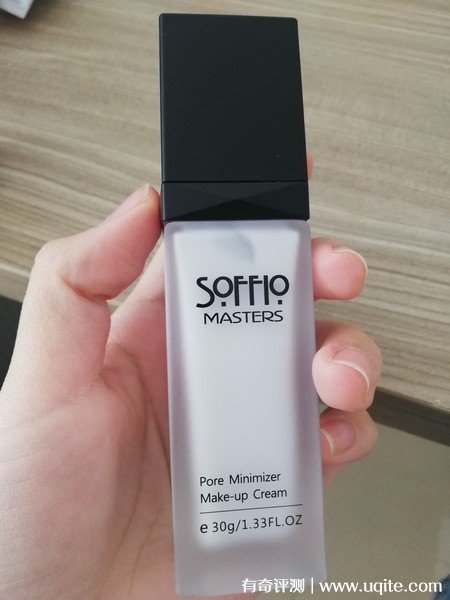 SOFFIO
MASTERS
Pore Minimizer
Make-up Cream
e 30g/1.33FL.OZ
有奇评测 | www.uqite.com